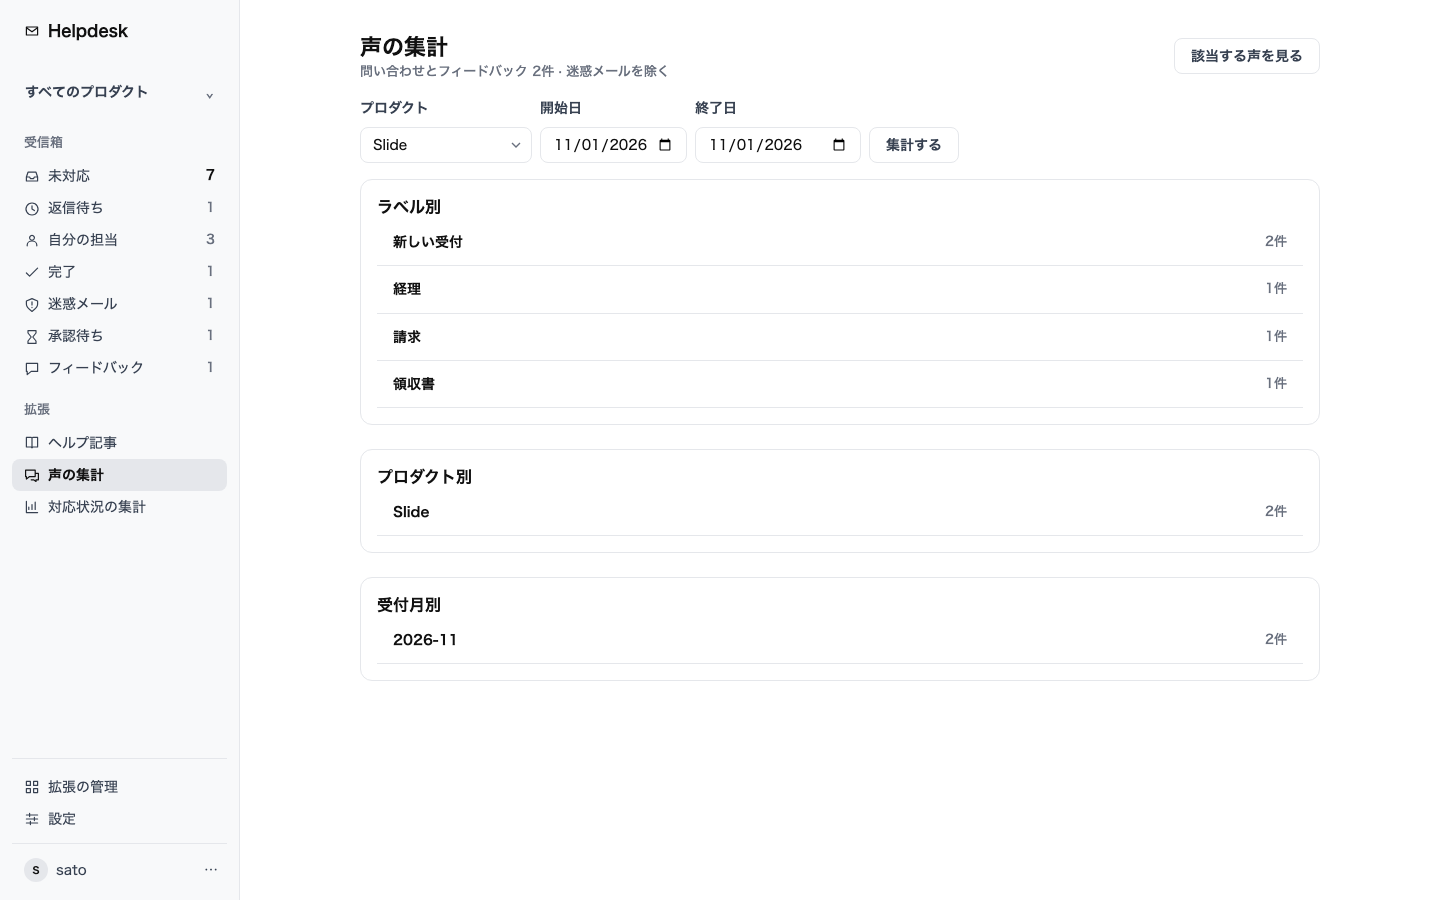 Helpdesk
すべてのプロダクト
受信箱
未対応 7
返信待ち 1
自分の担当 3
完了 1
迷惑メール 1
承認待ち 1
フィードバック 1
拡張
ヘルプ記事
声の集計
対応状況の集計
拡張の管理
設定
S sato ...
声の集計
問い合わせとフィードバック 2件 · 迷惑メールを除く
該当する声を見る
プロダクト 開始日 終了日
Slide 11/01/2026 11/01/2026 集計する
ラベル別
新しい受付 2件
経理 1件
請求 1件
領収書 1件
プロダクト別
Slide 2件
受付月別
2026-11 2件